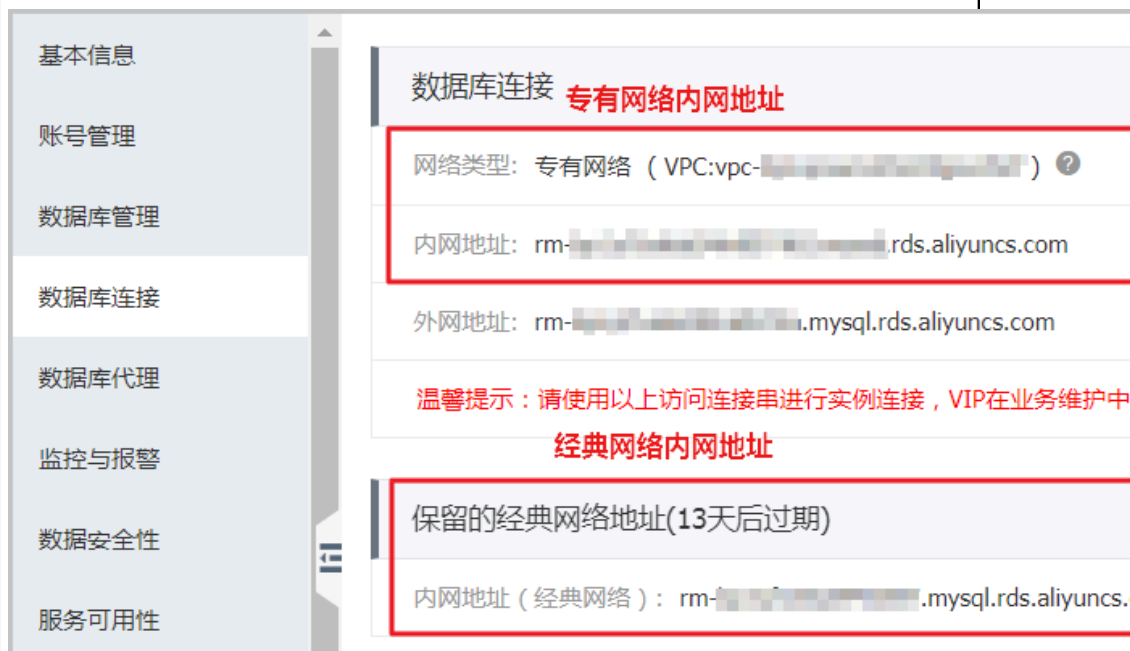 基本信息
账号管理
数据库管理
数据库连接
数据库代理
监控与报警
数据安全性
服务可用性
数据库连接 专有网络内网地址
网络类型: 专有网络 ( VPC:vpc- ) ?
内网地址: rm- .rds.aliyuncs.com
外网地址: rm- .mysql.rds.aliyuncs.com
温馨提示：请使用以上访问连接串进行实例连接，VIP在业务维护中
经典网络内网地址
保留的经典网络地址(13天后过期)
内网地址 ( 经典网络 ) : rm- .mysql.rds.aliyuncs.